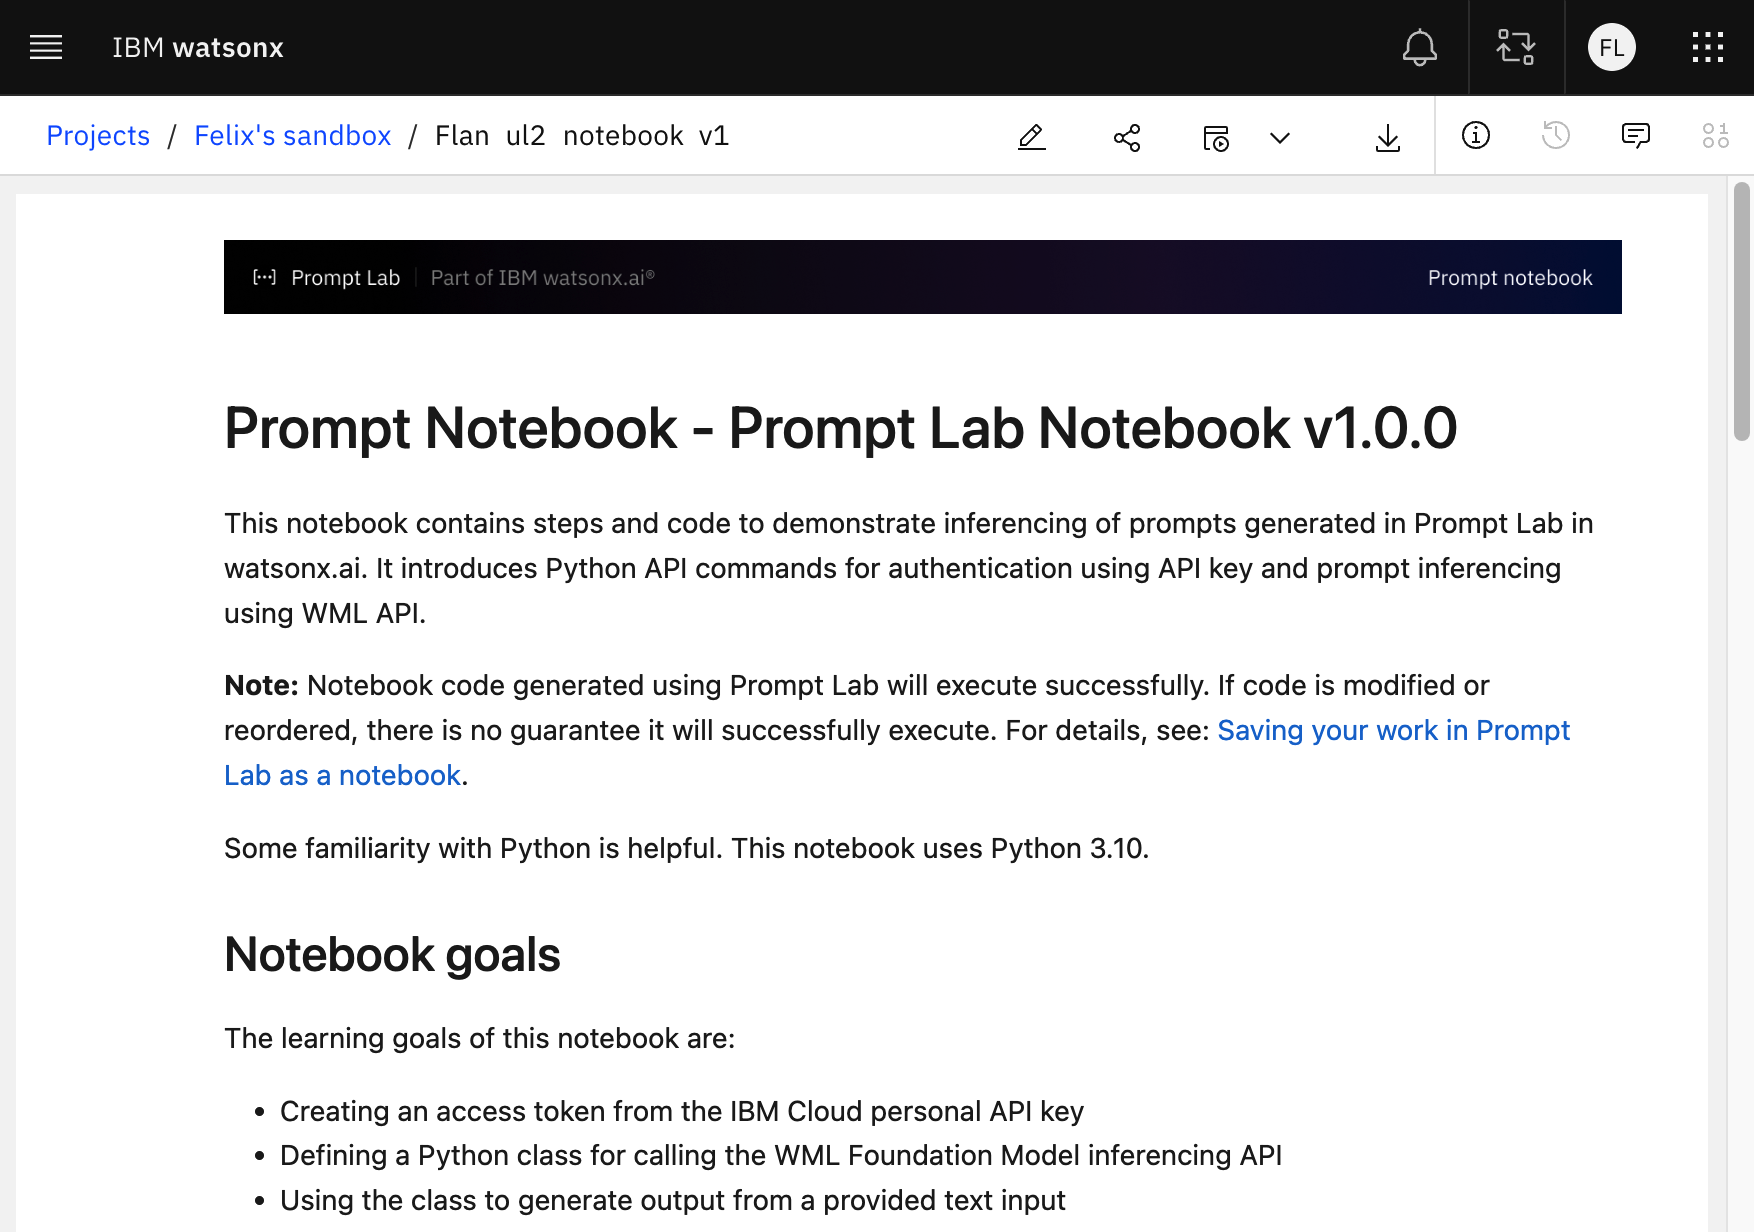 IBM watsonx
FL
Projects / Felix's sandbox / Flan ul2 notebook v1
[···] Prompt Lab | Part of IBM watsonx.ai®
Prompt notebook
Prompt Notebook - Prompt Lab Notebook v1.0.0
This notebook contains steps and code to demonstrate inferencing of prompts generated in Prompt Lab in
watsonx.ai. It introduces Python API commands for authentication using API key and prompt inferencing
using WML API.
Note: Notebook code generated using Prompt Lab will execute successfully. If code is modified or
reordered, there is no guarantee it will successfully execute. For details, see: Saving your work in Prompt
Lab as a notebook.
Some familiarity with Python is helpful. This notebook uses Python 3.10.
Notebook goals
The learning goals of this notebook are:
• Creating an access token from the IBM Cloud personal API key
• Defining a Python class for calling the WML Foundation Model inferencing API
• Using the class to generate output from a provided text input